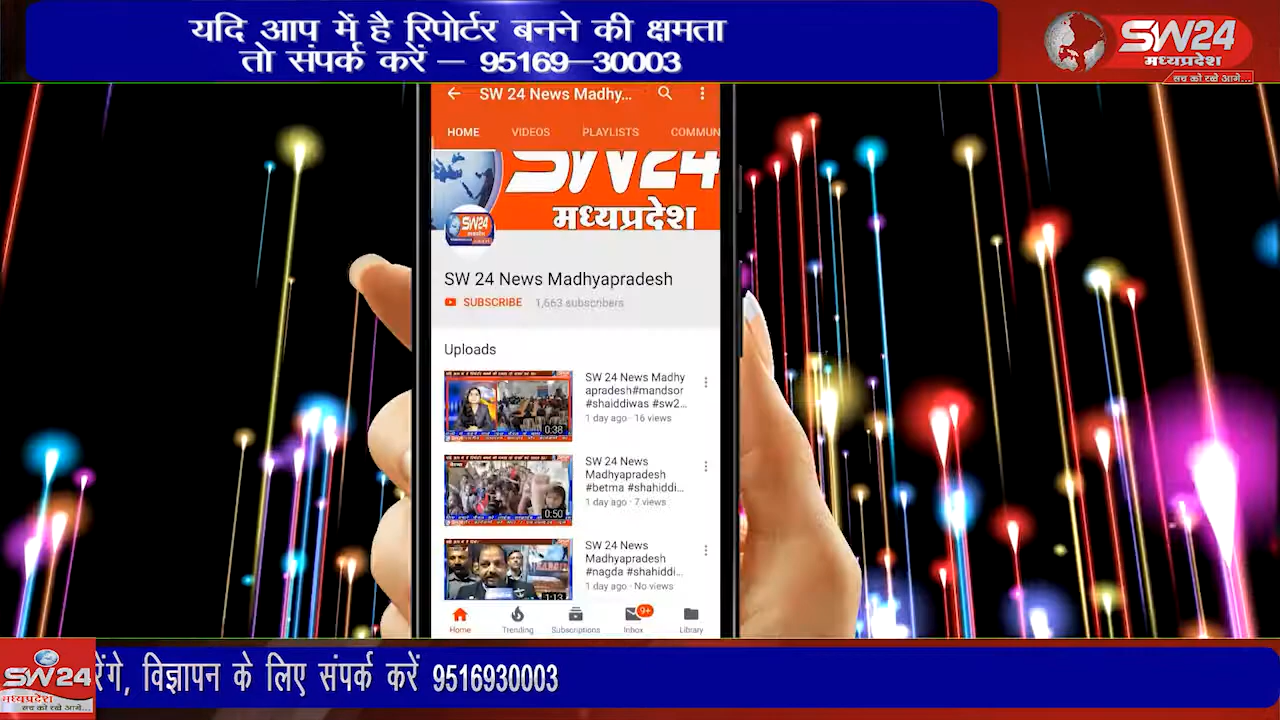 यदि आप में है रिपोर्टर बनने की क्षमता
तो संपर्क करें – 95169–30003
SW24
मध्यप्रदेश
सच को रखे आगे...
SW 24 News Madhy...
HOME VIDEOS PLAYLISTS COMMUN
SW24
मध्यप्रदेश
SW24
SW 24 News Madhyapradesh
SUBSCRIBE 1,663 subscribers
Uploads
SW 24 News Madhy
apradesh#mandsor
#shaiddiwas #sw2...
1 day ago · 16 views
0:38
SW 24 News
Madhyapradesh
#betma #shahiddi...
1 day ago · 7 views
0:50
SW 24 News
Madhyapradesh
#nagda #shahiddi...
1 day ago · No views
1:13
9+
Home Trending Subscriptions Inbox Library
SW24
मध्यप्रदेश
सच को रखे आगे...
रेंगे, विज्ञापन के लिए संपर्क करें 9516930003